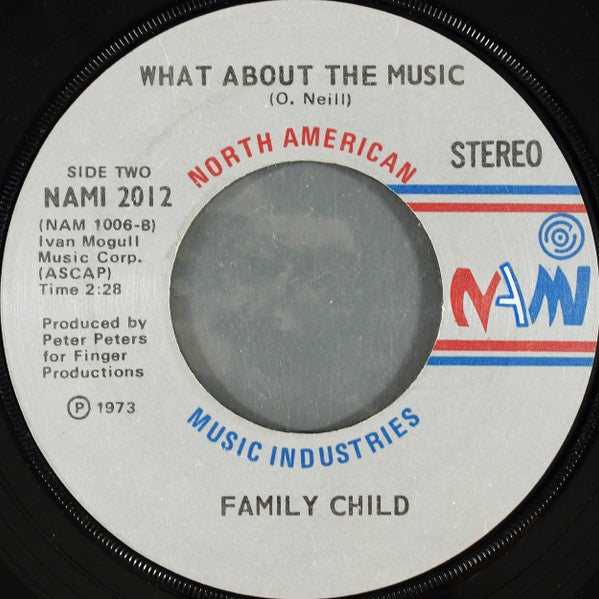 WHAT ABOUT THE MUSIC
(O. Neill)
NORTH AMERICAN
STEREO
SIDE TWO
NAMI 2012
(NAM 1006-B)
Ivan Mogull
Music Corp.
(ASCAP)
Time 2:28
NAMI
Produced by
Peter Peters
for Finger
Productions
Ⓟ 1973
MUSIC INDUSTRIES
FAMILY CHILD